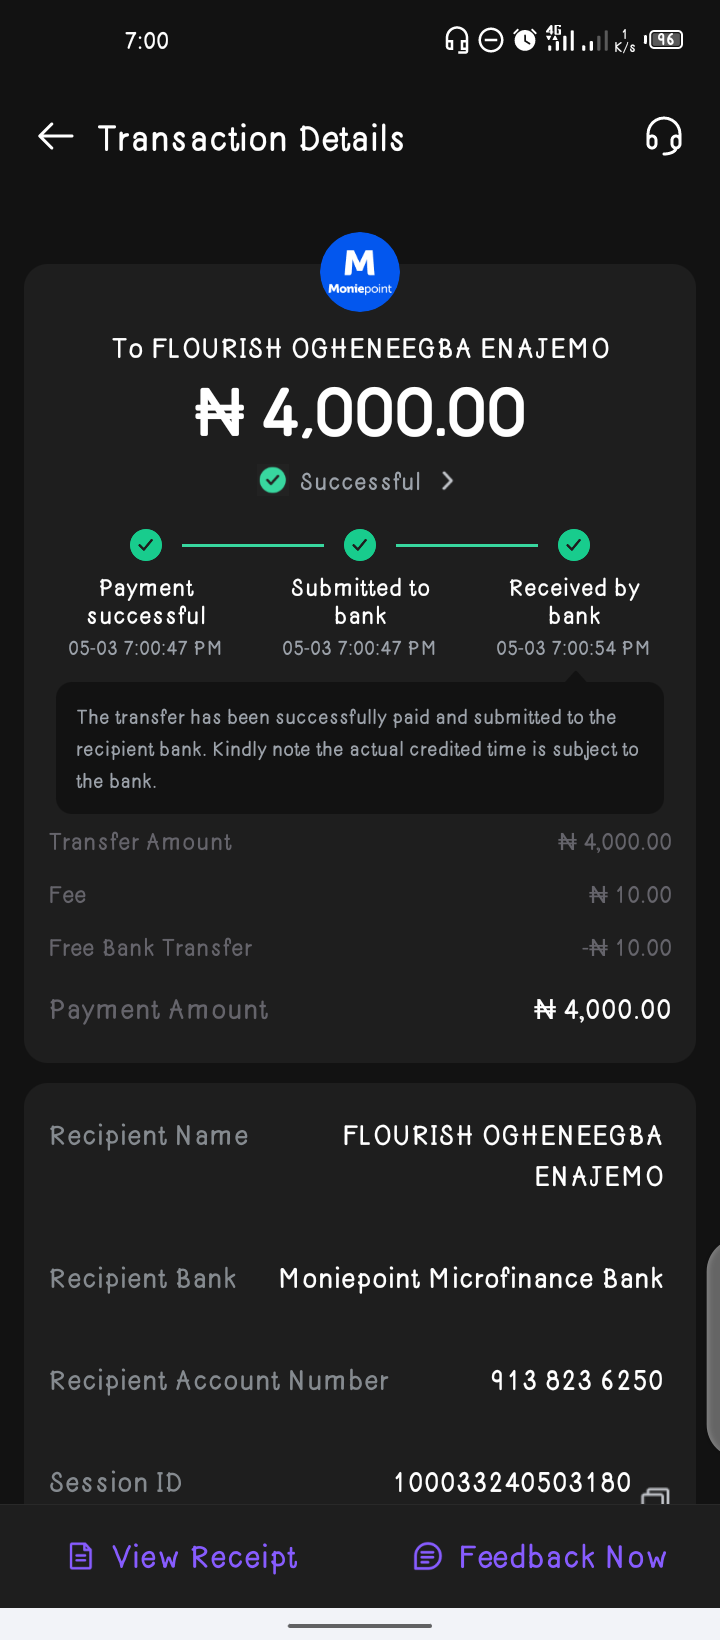 7:00
4G
1
K/s
96
Transaction Details
M
Moniepoint
To FLOURISH OGHENEEGBA ENAJEMO
₦ 4,000.00
Successful
Payment successful
05-03 7:00:47 PM
Submitted to bank
05-03 7:00:47 PM
Received by bank
05-03 7:00:54 PM
The transfer has been successfully paid and submitted to the
recipient bank. Kindly note the actual credited time is subject to
the bank.
Transfer Amount ₦ 4,000.00
Fee ₦ 10.00
Free Bank Transfer -₦ 10.00
Payment Amount ₦ 4,000.00
Recipient Name FLOURISH OGHENEEGBA
ENAJEMO
Recipient Bank Moniepoint Microfinance Bank
Recipient Account Number 913 823 6250
Session ID 100033240503180
View Receipt Feedback Now